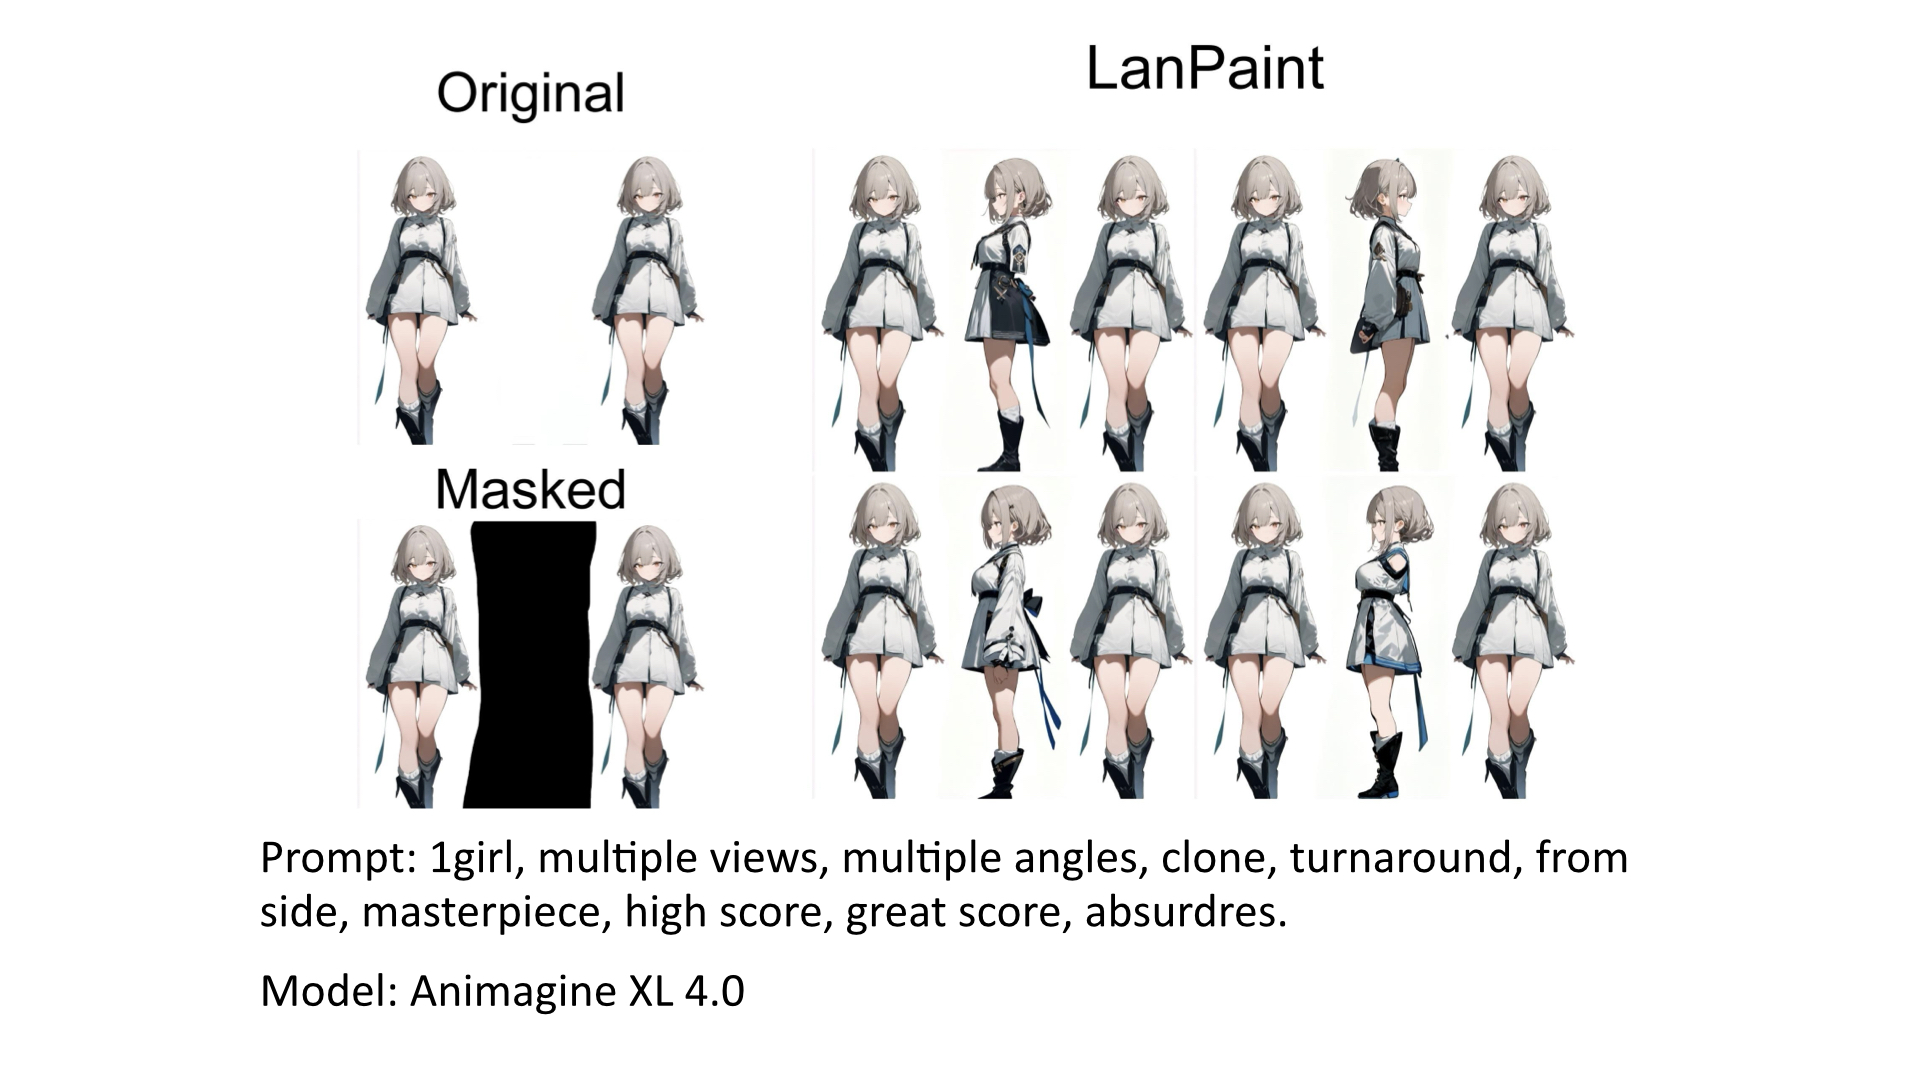 Original
LanPaint
Masked
Prompt: 1girl, multiple views, multiple angles, clone, turnaround, from
side, masterpiece, high score, great score, absurdres.
Model: Animagine XL 4.0